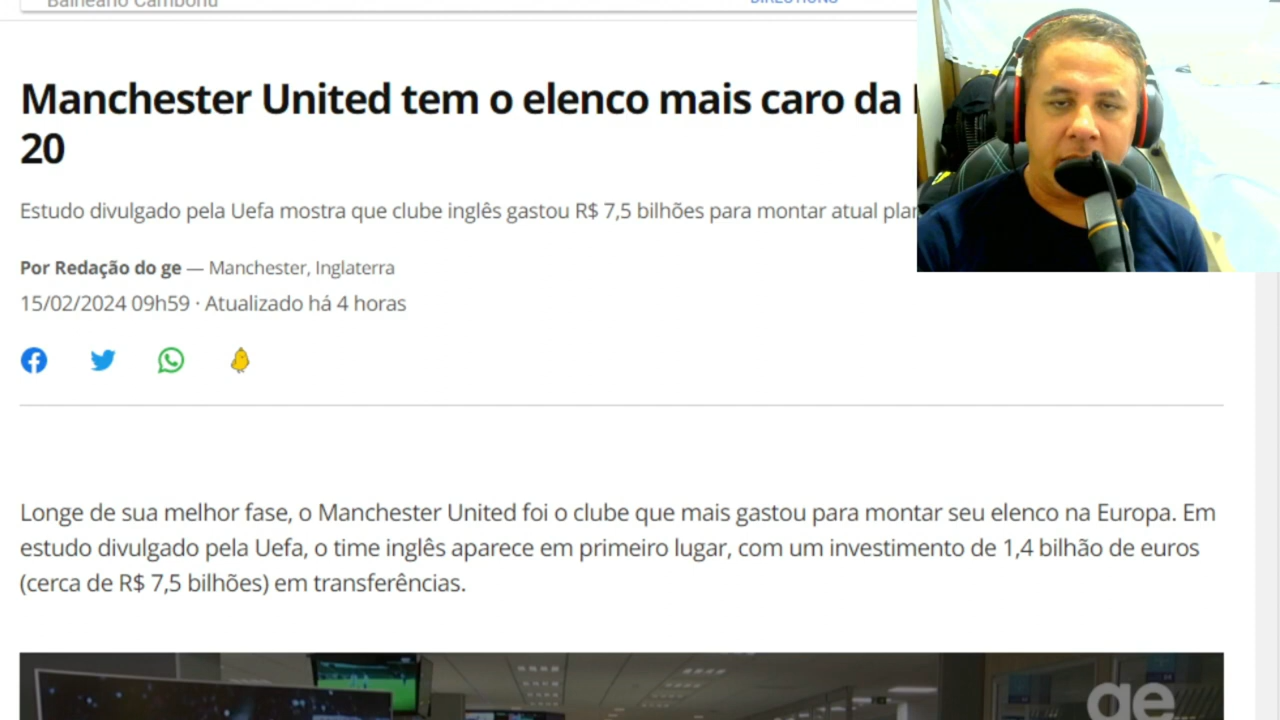 Balneário Camboriú
DIRECTIONS
Manchester United tem o elenco mais caro da
20
Estudo divulgado pela Uefa mostra que clube inglês gastou R$ 7,5 bilhões para montar atual
Por Redação do ge — Manchester, Inglaterra
15/02/2024 09h59 · Atualizado há 4 horas
Longe de sua melhor fase, o Manchester United foi o clube que mais gastou para montar seu elenco na Europa. Em
estudo divulgado pela Uefa, o time inglês aparece em primeiro lugar, com um investimento de 1,4 bilhão de euros
(cerca de R$ 7,5 bilhões) em transferências.
ge